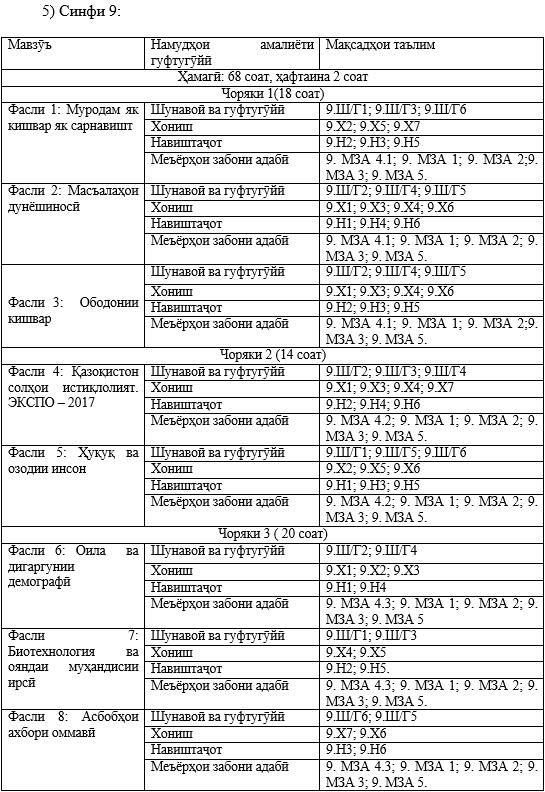 5) Синфи 9:
Мавзӯъ
Намудҳои амалиёти
гуфтугӯйӣ
Мақсадҳои таълим
Ҳамагӣ: 68 соат, ҳафтаина 2 соат
Чоряки 1(18 соат)
Фасли 1: Муродам як
кишвар як сарнавишт
Шунавоӣ ва гуфтугӯйӣ
9.Ш/Г1; 9.Ш/Г3; 9.Ш/Г6
Хониш
9.Х2; 9.Х5; 9.Х7
Навиштаҷот
9.Н2; 9.Н3; 9.Н5
Меъёрҳои забони адабӣ
9. МЗА 4.1; 9. МЗА 1; 9. МЗА 2;9.
МЗА 3; 9. МЗА 5.
Фасли 2: Масъалаҳои
дунёшиносӣ
Шунавоӣ ва гуфтугӯйӣ
9.Ш/Г2; 9.Ш/Г4; 9.Ш/Г5
Хониш
9.Х1; 9.Х3; 9.Х4; 9.Х6
Навиштаҷот
9.Н1; 9.Н4; 9.Н6
Меъёрҳои забони адабӣ
9. МЗА 4.1; 9. МЗА 1; 9. МЗА 2; 9.
МЗА 3; 9. МЗА 5.
Фасли 3: Ободонии
кишвар
Шунавоӣ ва гуфтугӯйӣ
9.Ш/Г2; 9.Ш/Г4; 9.Ш/Г5
Хониш
9.Х1; 9.Х3; 9.Х4; 9.Х6
Навиштаҷот
9.Н2; 9.Н3; 9.Н5
Меъёрҳои забони адабӣ
9. МЗА 4.1; 9. МЗА 1; 9. МЗА 2;9.
МЗА 3; 9. МЗА 5.
Чоряки 2 (14 соат)
Фасли 4: Қазоқистон
солҳои истиқлолият.
ЭКСПО – 2017
Шунавоӣ ва гуфтугӯйӣ
9.Ш/Г2; 9.Ш/Г3; 9.Ш/Г4
Хониш
9.Х1; 9.Х3; 9.Х4; 9.Х7
Навиштаҷот
9.Н2; 9.Н4; 9.Н6
Меъёрҳои забони адабӣ
9. МЗА 4.2; 9. МЗА 1; 9. МЗА 2; 9.
МЗА 3; 9. МЗА 5.
Фасли 5: Ҳуқуқ ва
озодии инсон
Шунавоӣ ва гуфтугӯйӣ
9.Ш/Г1; 9.Ш/Г5; 9.Ш/Г6
Хониш
9.Х2; 9.Х5; 9.Х6
Навиштаҷот
9.Н1; 9.Н3; 9.Н5
Меъёрҳои забони адабӣ
9. МЗА 4.2; 9. МЗА 1; 9. МЗА 2; 9.
МЗА 3; 9. МЗА 5.
Чоряки 3 ( 20 соат)
Фасли 6: Оила ва
дигаргунии
демографӣ
Шунавоӣ ва гуфтугӯйӣ
9.Ш/Г2; 9.Ш/Г4
Хониш
9.Х1; 9.Х2; 9.Х3
Навиштаҷот
9.Н1; 9.Н4
Меъёрҳои забони адабӣ
9. МЗА 4.3; 9. МЗА 1; 9. МЗА 2; 9.
МЗА 3; 9. МЗА 5
Фасли 7:
Биотехнология ва
ояндаи муҳандисии
ирсӣ
Шунавоӣ ва гуфтугӯйӣ
9.Ш/Г1; 9.Ш/Г3
Хониш
9.Х4; 9.Х5
Навиштаҷот
9.Н2; 9.Н5.
Меъёрҳои забони адабӣ
9. МЗА 4.3; 9. МЗА 1; 9. МЗА 2; 9.
МЗА 3; 9. МЗА 5.
Фасли 8: Асбобҳои
ахбори оммавӣ
Шунавоӣ ва гуфтугӯйӣ
9.Ш/Г6; 9.Ш/Г5
Хониш
9.Х7; 9.Х6
Навиштаҷот
9.Н3; 9.Н6
Меъёрҳои забони адабӣ
9. МЗА 4.3; 9. МЗА 1; 9. МЗА 2; 9.
МЗА 3; 9. МЗА 5.